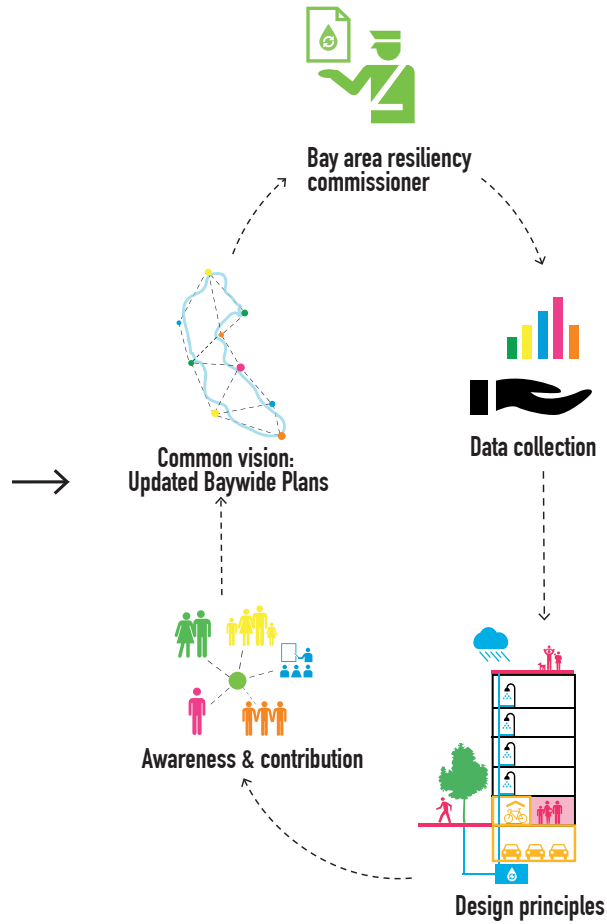 Bay area resiliency
commissioner
Data collection
Common vision:
Updated Baywide Plans
Awareness & contribution
Design principles